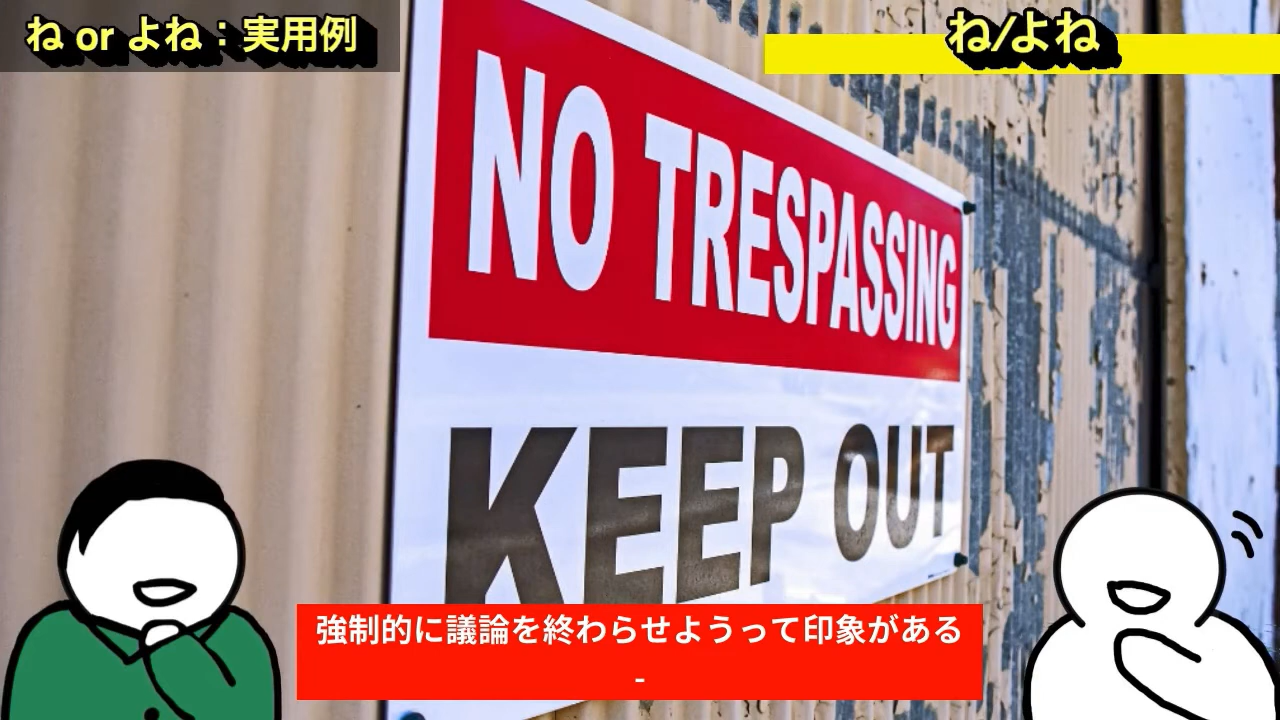 ね or よね：実用例
ね/よね
NO TRESPASSING
KEEP OUT
強制的に議論を終わらせようって印象がある
-